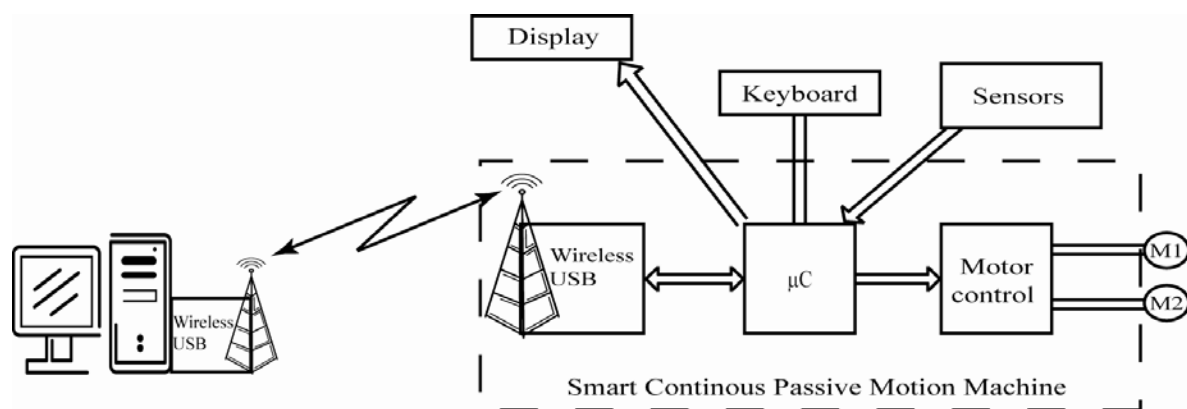 Display
Keyboard
Sensors
Wireless
USB
μC
Motor
control
M1
M2
Wireless
USB
Smart Continous Passive Motion Machine